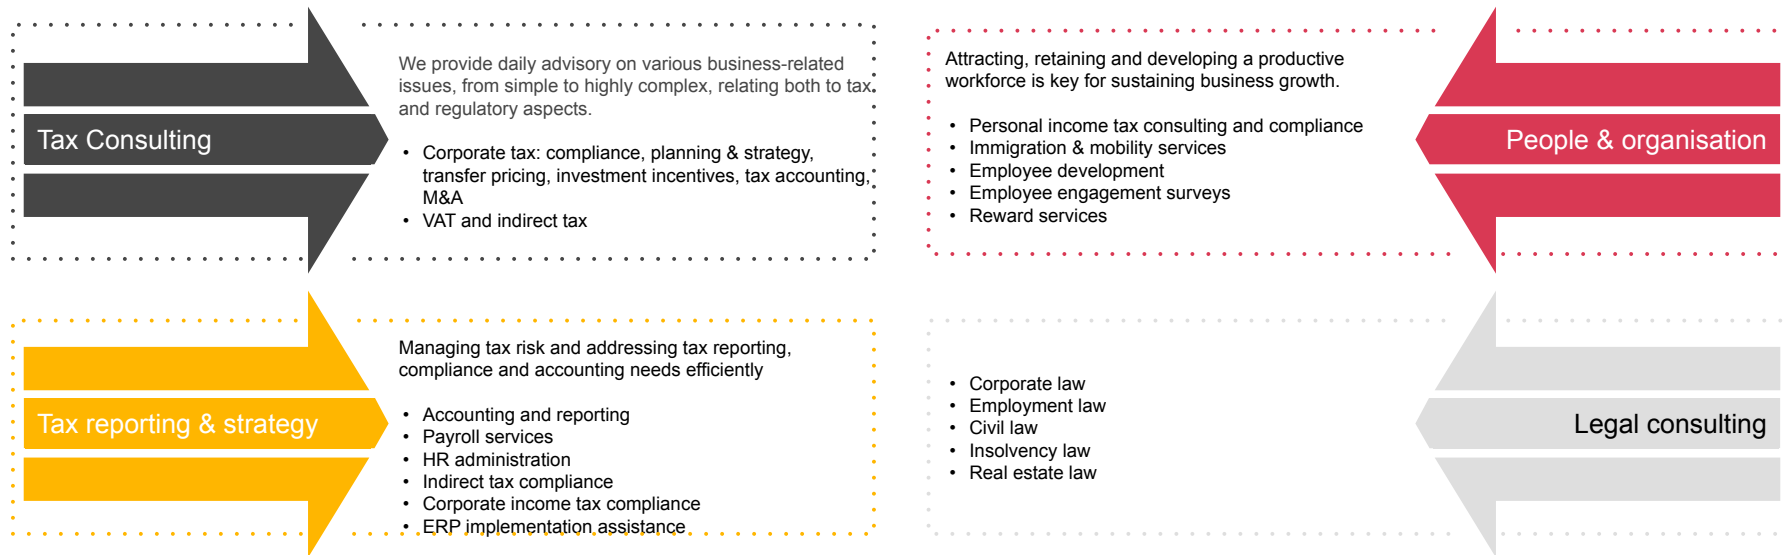 Tax Consulting
We provide daily advisory on various business-related
issues, from simple to highly complex, relating both to tax
and regulatory aspects.
• Corporate tax: compliance, planning & strategy,
transfer pricing, investment incentives, tax accounting,
M&A
• VAT and indirect tax
People & organisation
Attracting, retaining and developing a productive
workforce is key for sustaining business growth.
• Personal income tax consulting and compliance
• Immigration & mobility services
• Employee development
• Employee engagement surveys
• Reward services
Tax reporting & strategy
Managing tax risk and addressing tax reporting,
compliance and accounting needs efficiently
• Accounting and reporting
• Payroll services
• HR administration
• Indirect tax compliance
• Corporate income tax compliance
• ERP implementation assistance
Legal consulting
• Corporate law
• Employment law
• Civil law
• Insolvency law
• Real estate law